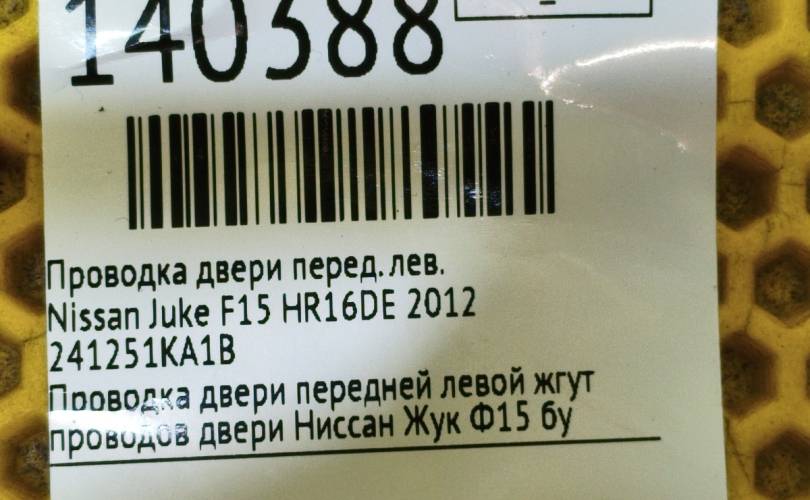 140388
Проводка двери перед.лев.
Nissan Juke F15 HR16DE 2012
241251KA1B
Проводка двери передней левой жгут
проводов двери Ниссан Жук Ф15 бу